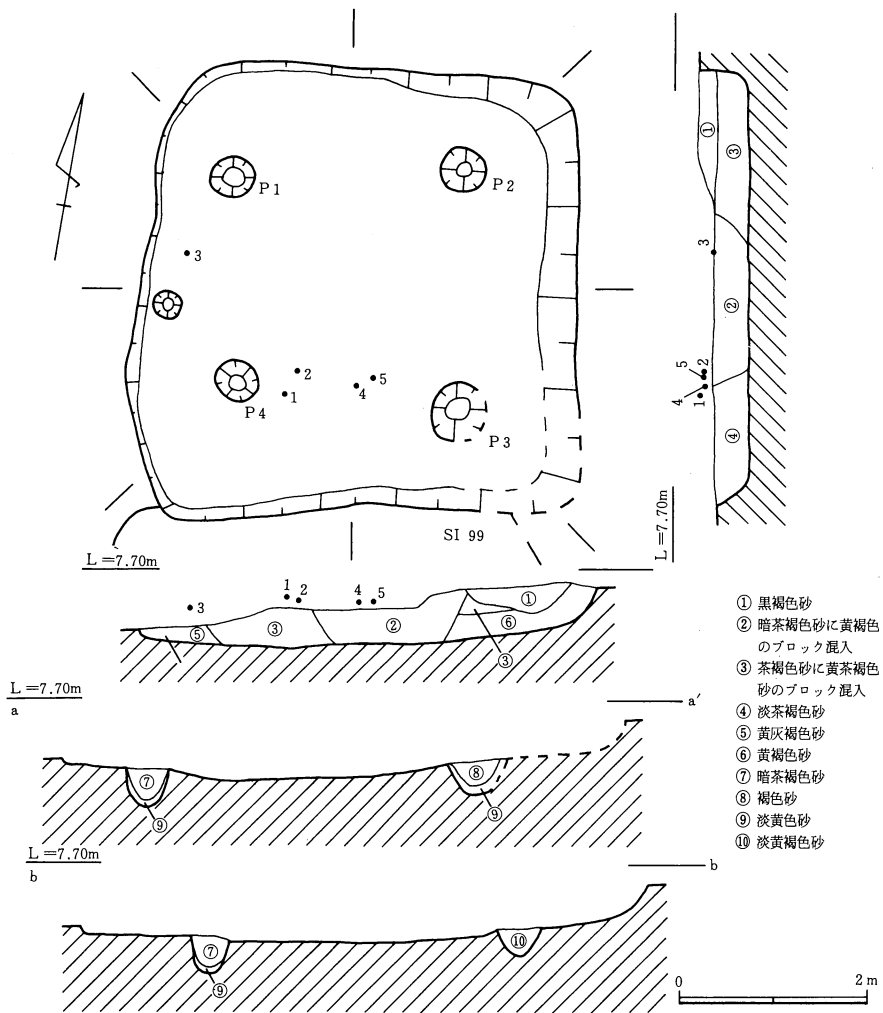 P1
P2
3
2
1
4
5
P4
P3
SI 99
①
③
3
②
5
2
4
1
④
L=7.70m
L=7.70m
1
2
4
5
3
①
⑤
③
②
⑥
③
L=7.70m
a
a′
⑦
⑧
⑨
⑨
L=7.70m
b
b
⑦
⑩
⑨
① 黒褐色砂
② 暗茶褐色砂に黄褐色
のブロック混入
③ 茶褐色砂に黄茶褐色
砂のブロック混入
④ 淡茶褐色砂
⑤ 黄灰褐色砂
⑥ 黄褐色砂
⑦ 暗茶褐色砂
⑧ 褐色砂
⑨ 淡黄色砂
⑩ 淡黄褐色砂
0
2 m